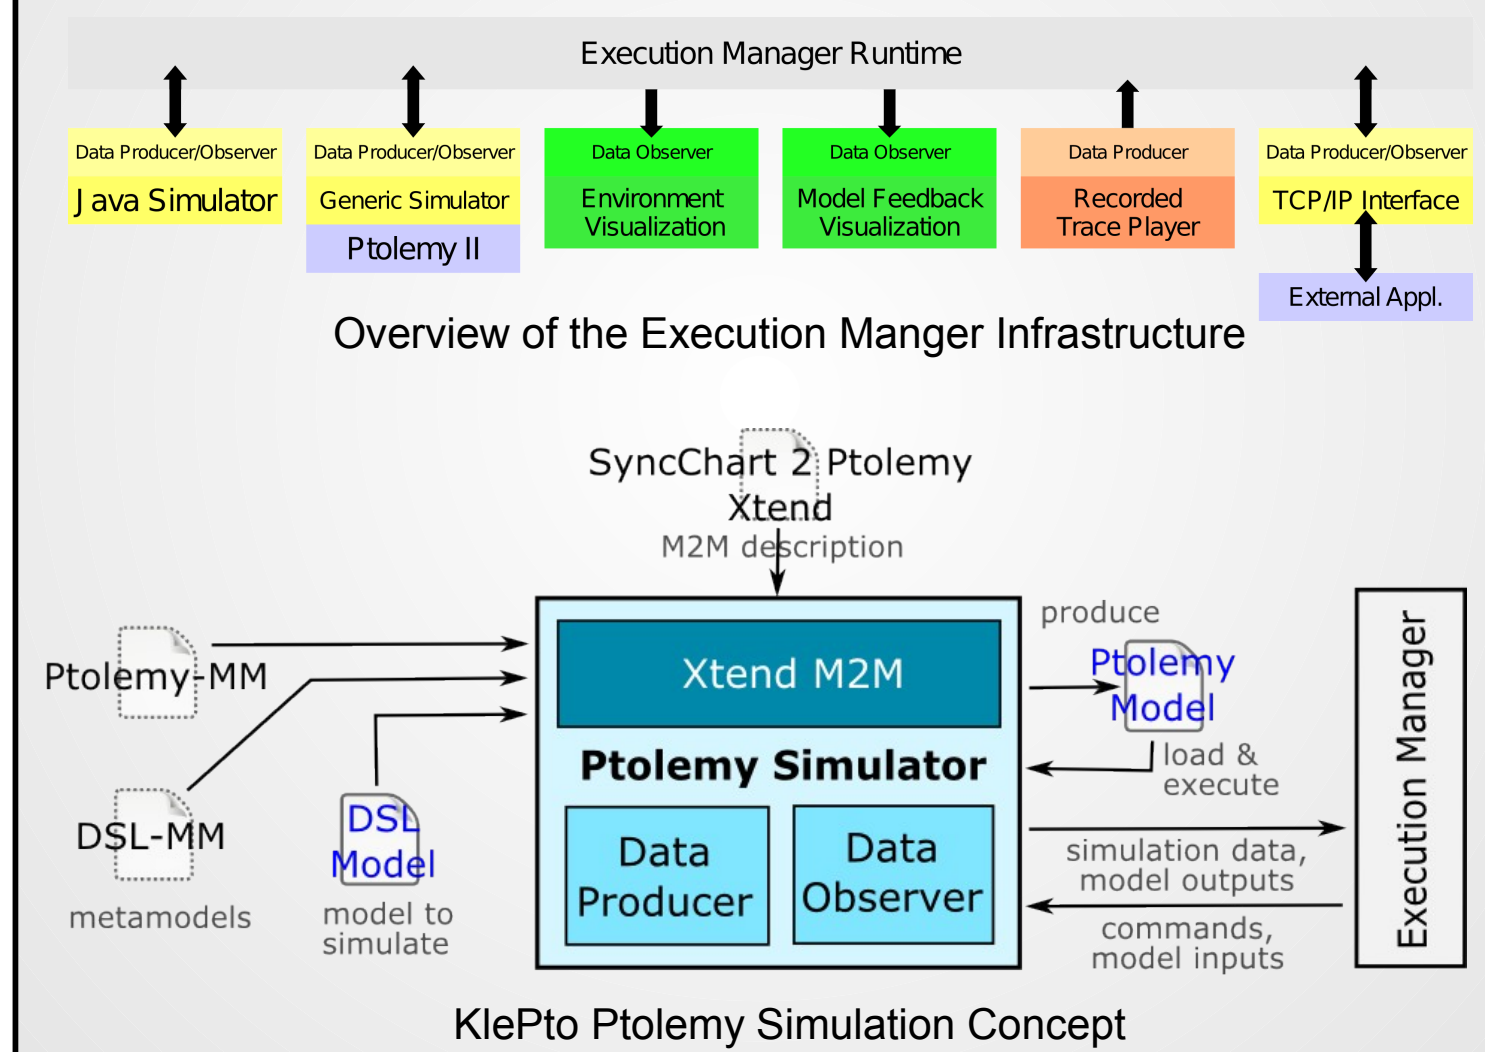 Execution Manager Runtime
Data Producer/Observer
Java Simulator
Data Producer/Observer
Generic Simulator
Ptolemy II
Data Observer
Environment
Visualization
Data Observer
Model Feedback
Visualization
Data Producer
Recorded
Trace Player
Data Producer/Observer
TCP/IP Interface
External Appl.
Overview of the Execution Manger Infrastructure
SyncChart 2 Ptolemy
Xtend
M2M description
Ptolemy-MM
DSL-MM
metamodels
DSL
Model
model to
simulate
Xtend M2M
Ptolemy Simulator
Data
Producer
Data
Observer
produce
Ptolemy
Model
load &
execute
simulation data,
model outputs
commands,
model inputs
Execution Manager
KlePto Ptolemy Simulation Concept